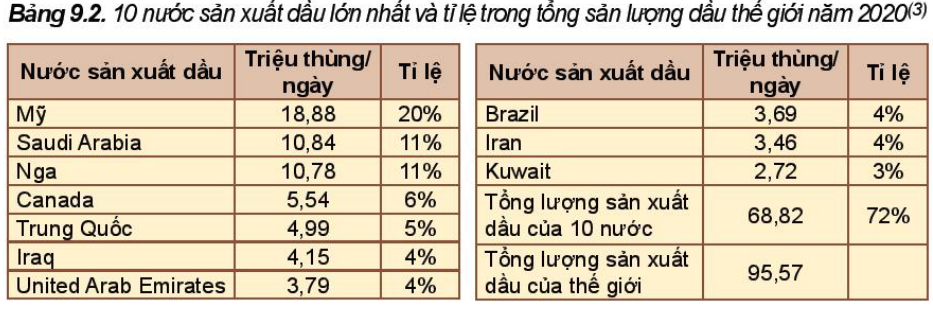 Bảng 9.2. 10 nước sản xuất dầu lớn nhất và tỉ lệ trong tổng sản lượng dầu thế giới năm 2020(3)
Nước sản xuất dầu Triệu thùng/ ngày Tỉ lệ
Mỹ 18,88 20%
Saudi Arabia 10,84 11%
Nga 10,78 11%
Canada 5,54 6%
Trung Quốc 4,99 5%
Iraq 4,15 4%
United Arab Emirates 3,79 4%
Nước sản xuất dầu Triệu thùng/ ngày Tỉ lệ
Brazil 3,69 4%
Iran 3,46 4%
Kuwait 2,72 3%
Tổng lượng sản xuất
dầu của 10 nước 68,82 72%
Tổng lượng sản xuất
dầu của thế giới 95,57